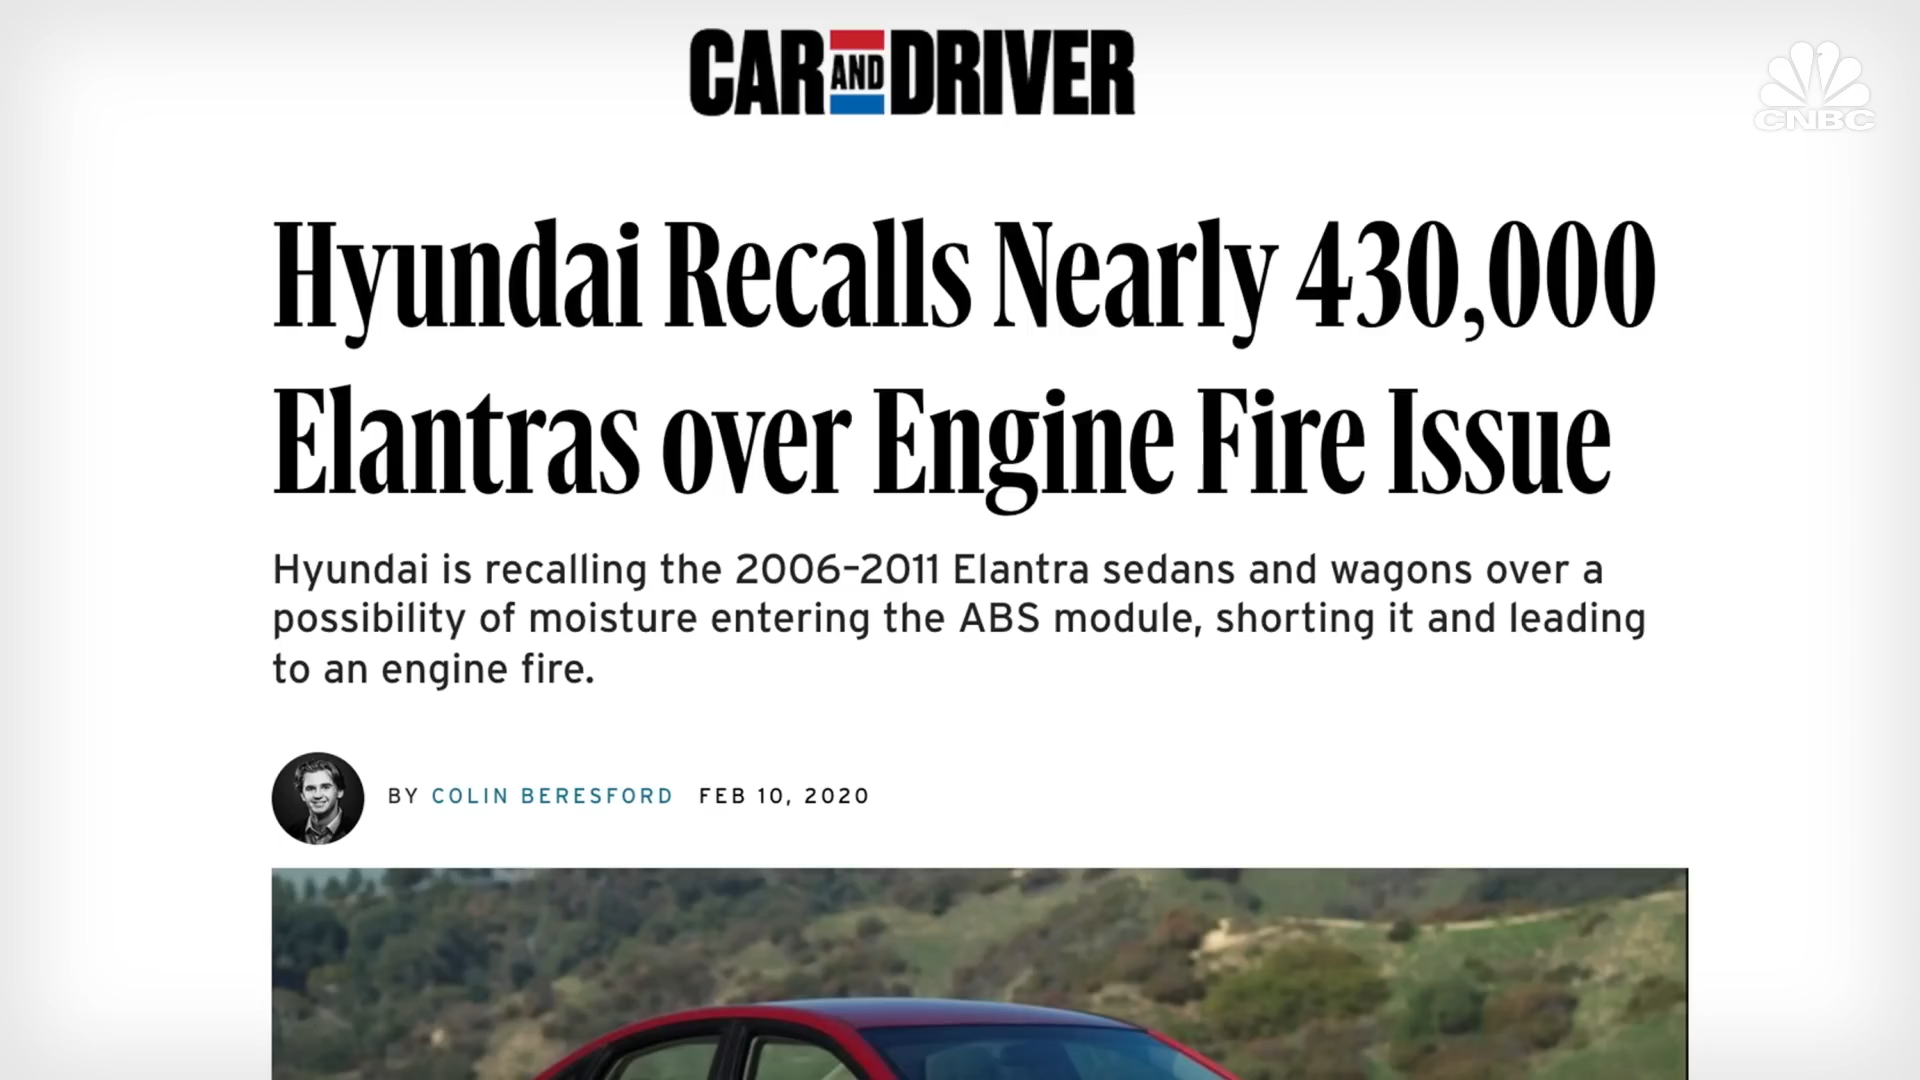 CAR AND DRIVER
CNBC
Hyundai Recalls Nearly 430,000
Elantras over Engine Fire Issue
Hyundai is recalling the 2006–2011 Elantra sedans and wagons over a
possibility of moisture entering the ABS module, shorting it and leading
to an engine fire.
BY COLIN BERESFORD FEB 10, 2020